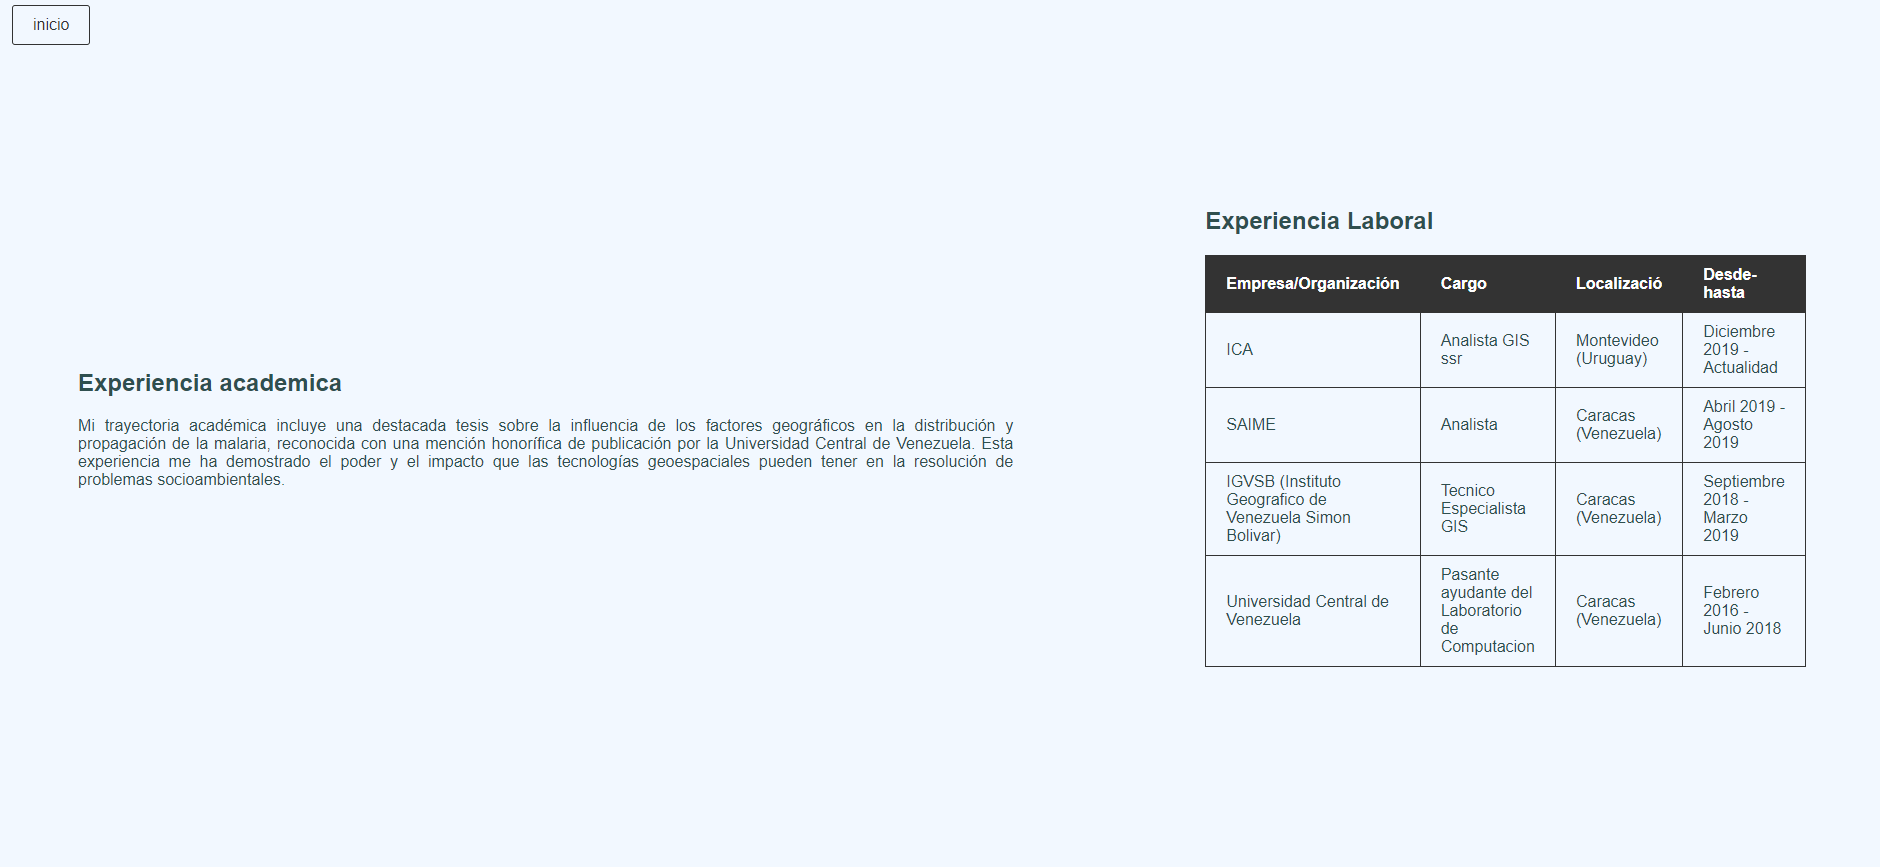 inicio
Experiencia academica
Mi trayectoria académica incluye una destacada tesis sobre la influencia de los factores geográficos en la distribución y
propagación de la malaria, reconocida con una mención honorífica de publicación por la Universidad Central de Venezuela. Esta
experiencia me ha demostrado el poder y el impacto que las tecnologías geoespaciales pueden tener en la resolución de
problemas socioambientales.
Experiencia Laboral
Empresa/Organización
Cargo
Localizació
Desde-
hasta
ICA
Analista GIS
ssr
Montevideo
(Uruguay)
Diciembre
2019 -
Actualidad
SAIME
Analista
Caracas
(Venezuela)
Abril 2019 -
Agosto
2019
IGVSB (Instituto
Geografico de
Venezuela Simon
Bolivar)
Tecnico
Especialista
GIS
Caracas
(Venezuela)
Septiembre
2018 -
Marzo
2019
Universidad Central de
Venezuela
Pasante
ayudante del
Laboratorio
de
Computacion
Caracas
(Venezuela)
Febrero
2016 -
Junio 2018